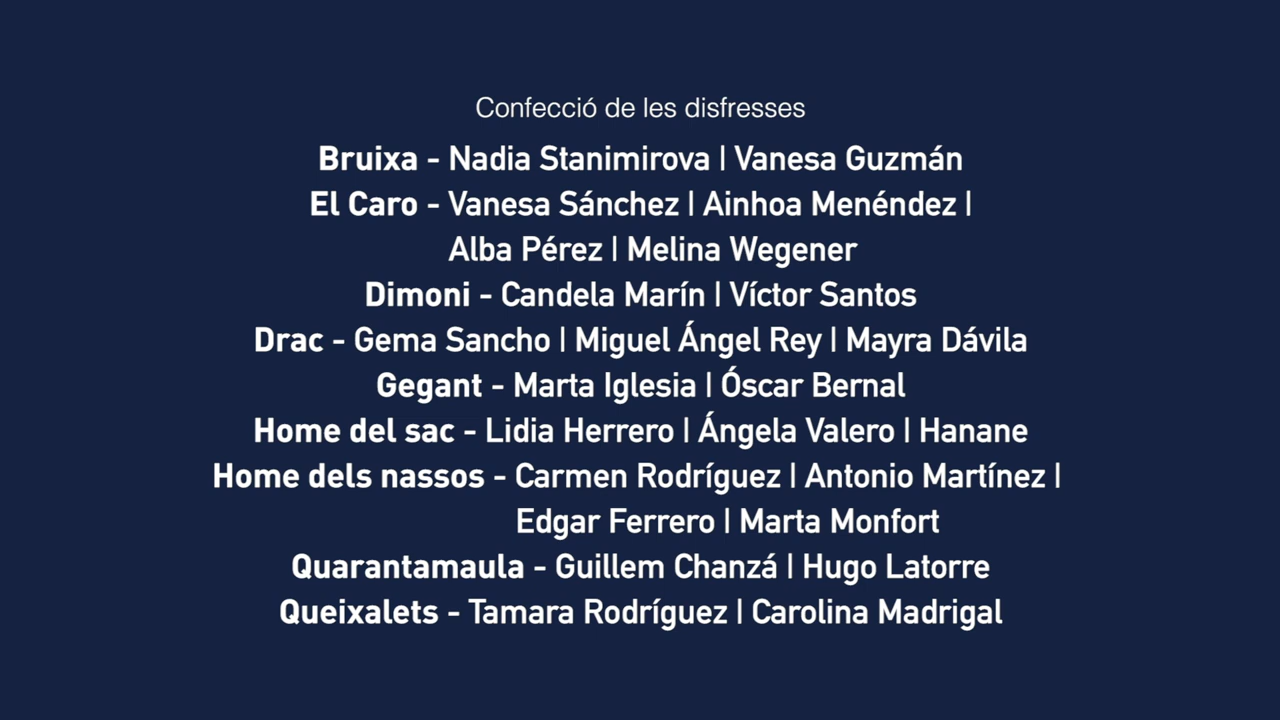 Confecció de les disfresses
Bruixa - Nadia Stanimirova | Vanesa Guzmán
El Caro - Vanesa Sánchez | Ainhoa Menéndez |
Alba Pérez | Melina Wegener
Dimoni - Candela Marín | Víctor Santos
Drac - Gema Sancho | Miguel Ángel Rey | Mayra Dávila
Gegant - Marta Iglesia | Óscar Bernal
Home del sac - Lidia Herrero | Ángela Valero | Hanane
Home dels nassos - Carmen Rodríguez | Antonio Martínez |
Edgar Ferrero | Marta Monfort
Quarantamaula - Guillem Chanzá | Hugo Latorre
Queixalets - Tamara Rodríguez | Carolina Madrigal